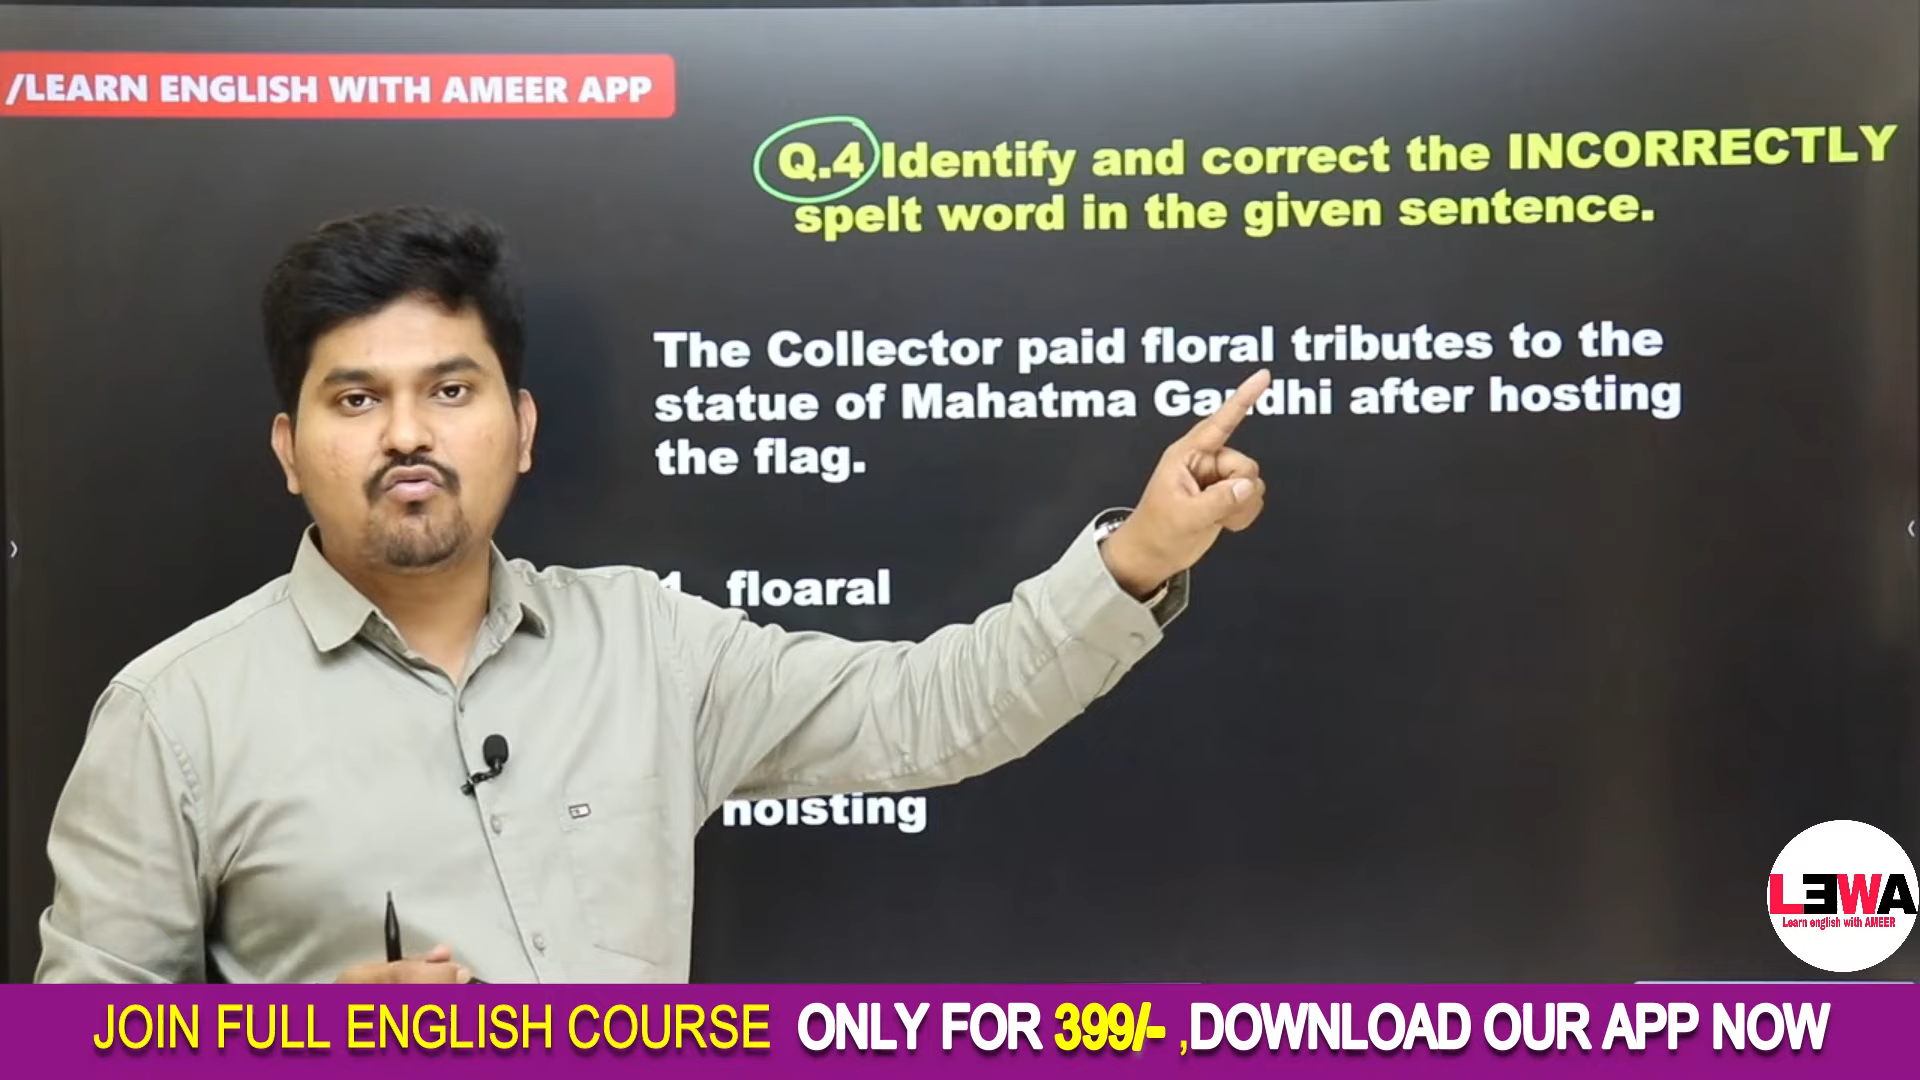 /LEARN ENGLISH WITH AMEER APP
Q.4 Identify and correct the INCORRECTLY
spelt word in the given sentence.
The Collector paid floral tributes to the
statue of Mahatma Gandhi after hosting
the flag.
1. floaral
hoisting
LEWA
Learn english with AMEER
JOIN FULL ENGLISH COURSE ONLY FOR 399/- ,DOWNLOAD OUR APP NOW